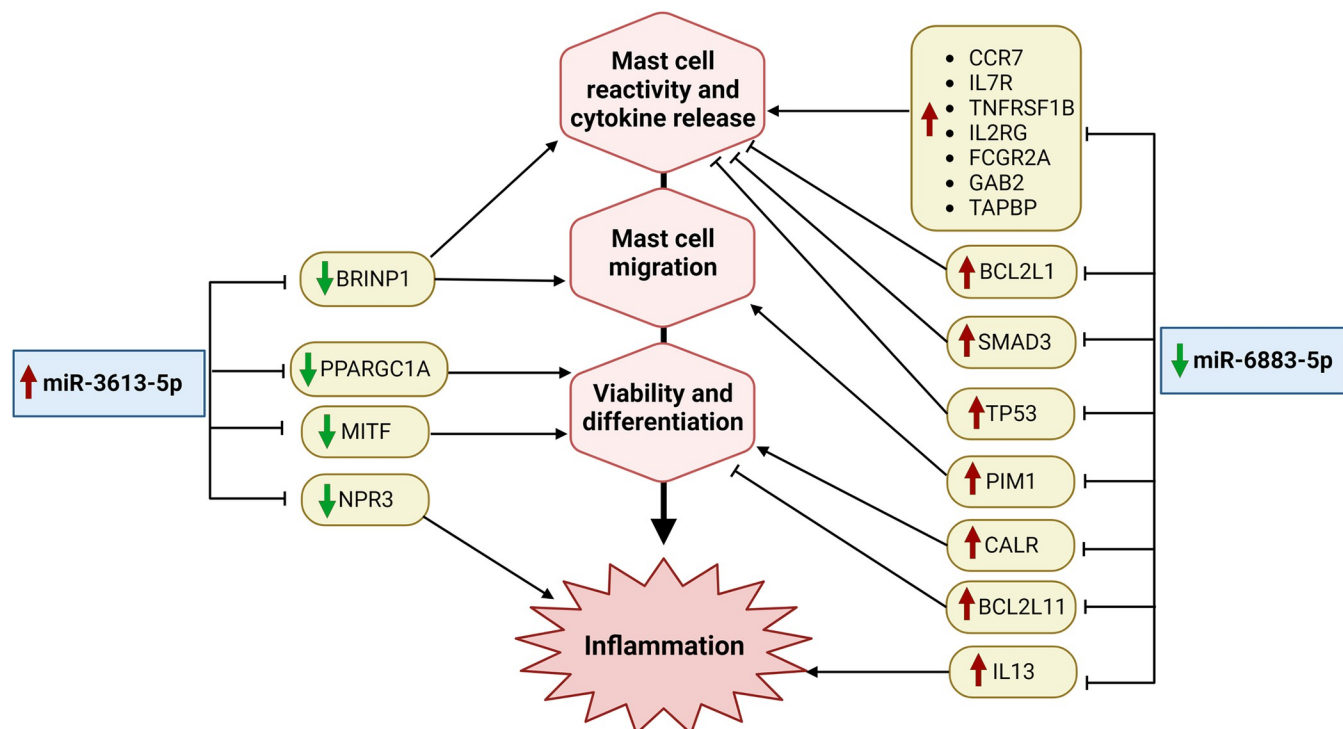 Mast cell
reactivity and
cytokine release
CCR7
IL7R
TNFRSF1B
IL2RG
FCGR2A
GAB2
TAPBP
Mast cell
migration
BRINP1
BCL2L1
SMAD3
miR-3613-5p
miR-6883-5p
PPARGC1A
Viability and
differentiation
TP53
MITF
PIM1
NPR3
CALR
BCL2L11
Inflammation
IL13